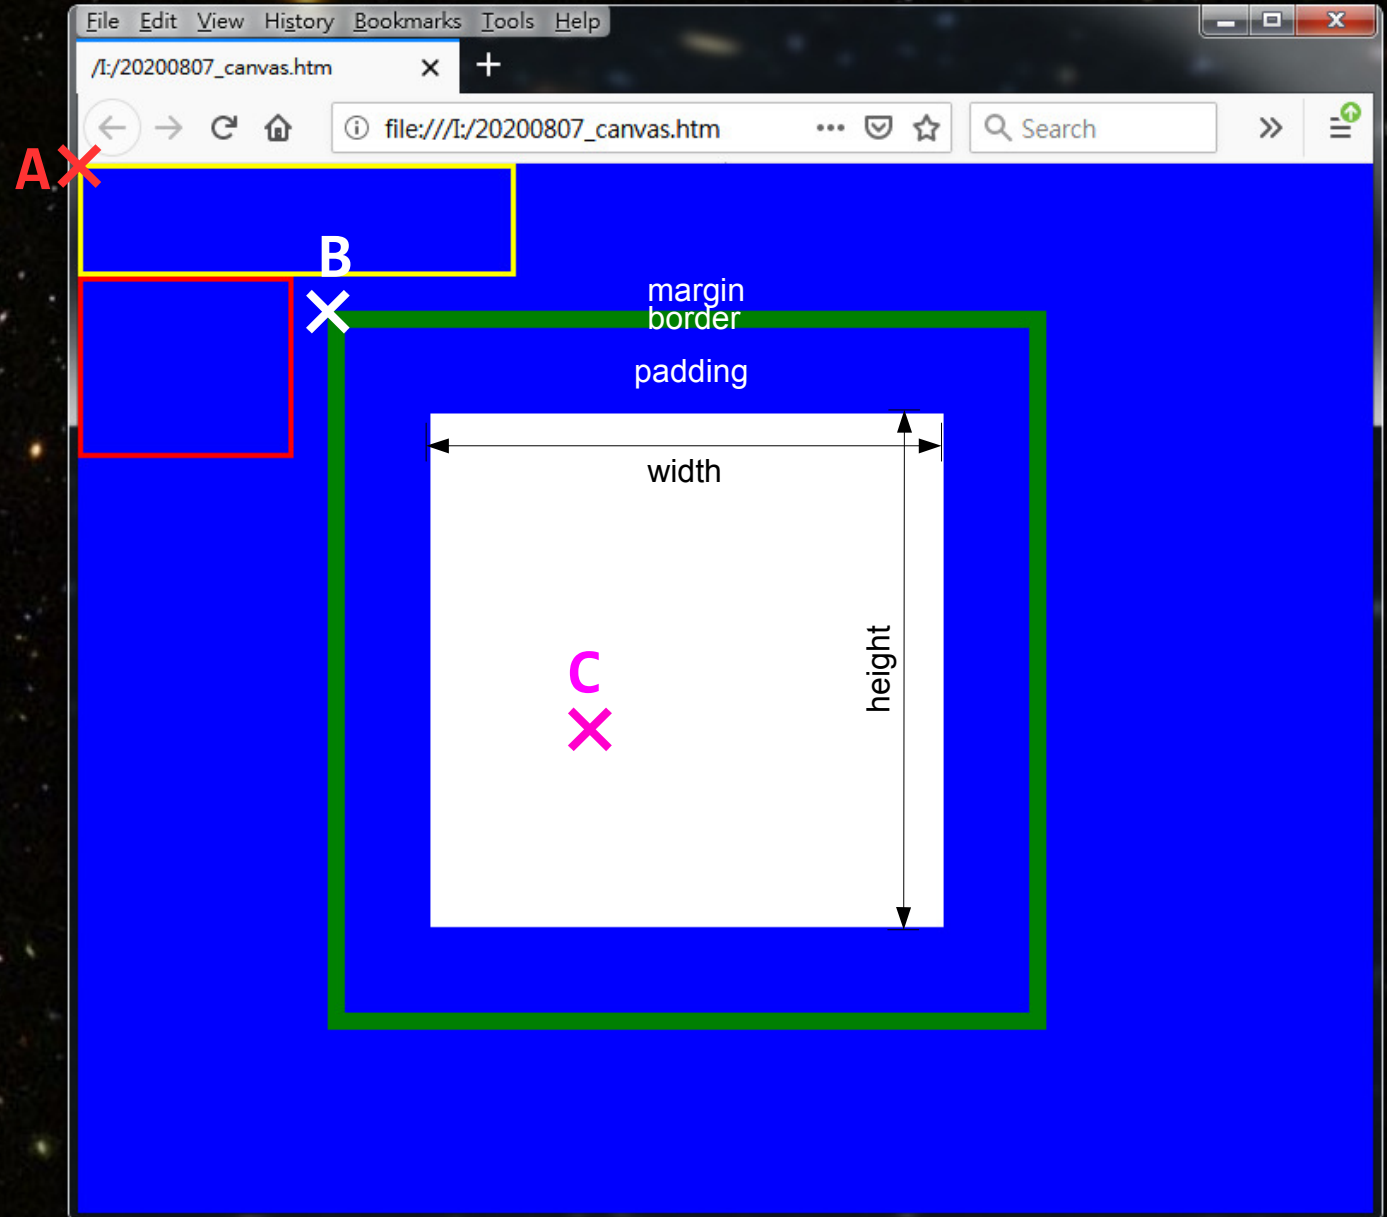 File Edit View History Bookmarks Tools Help
/I:/20200807_canvas.htm
file:///I:/20200807_canvas.htm
Search
A
B
margin
border
padding
width
height
C